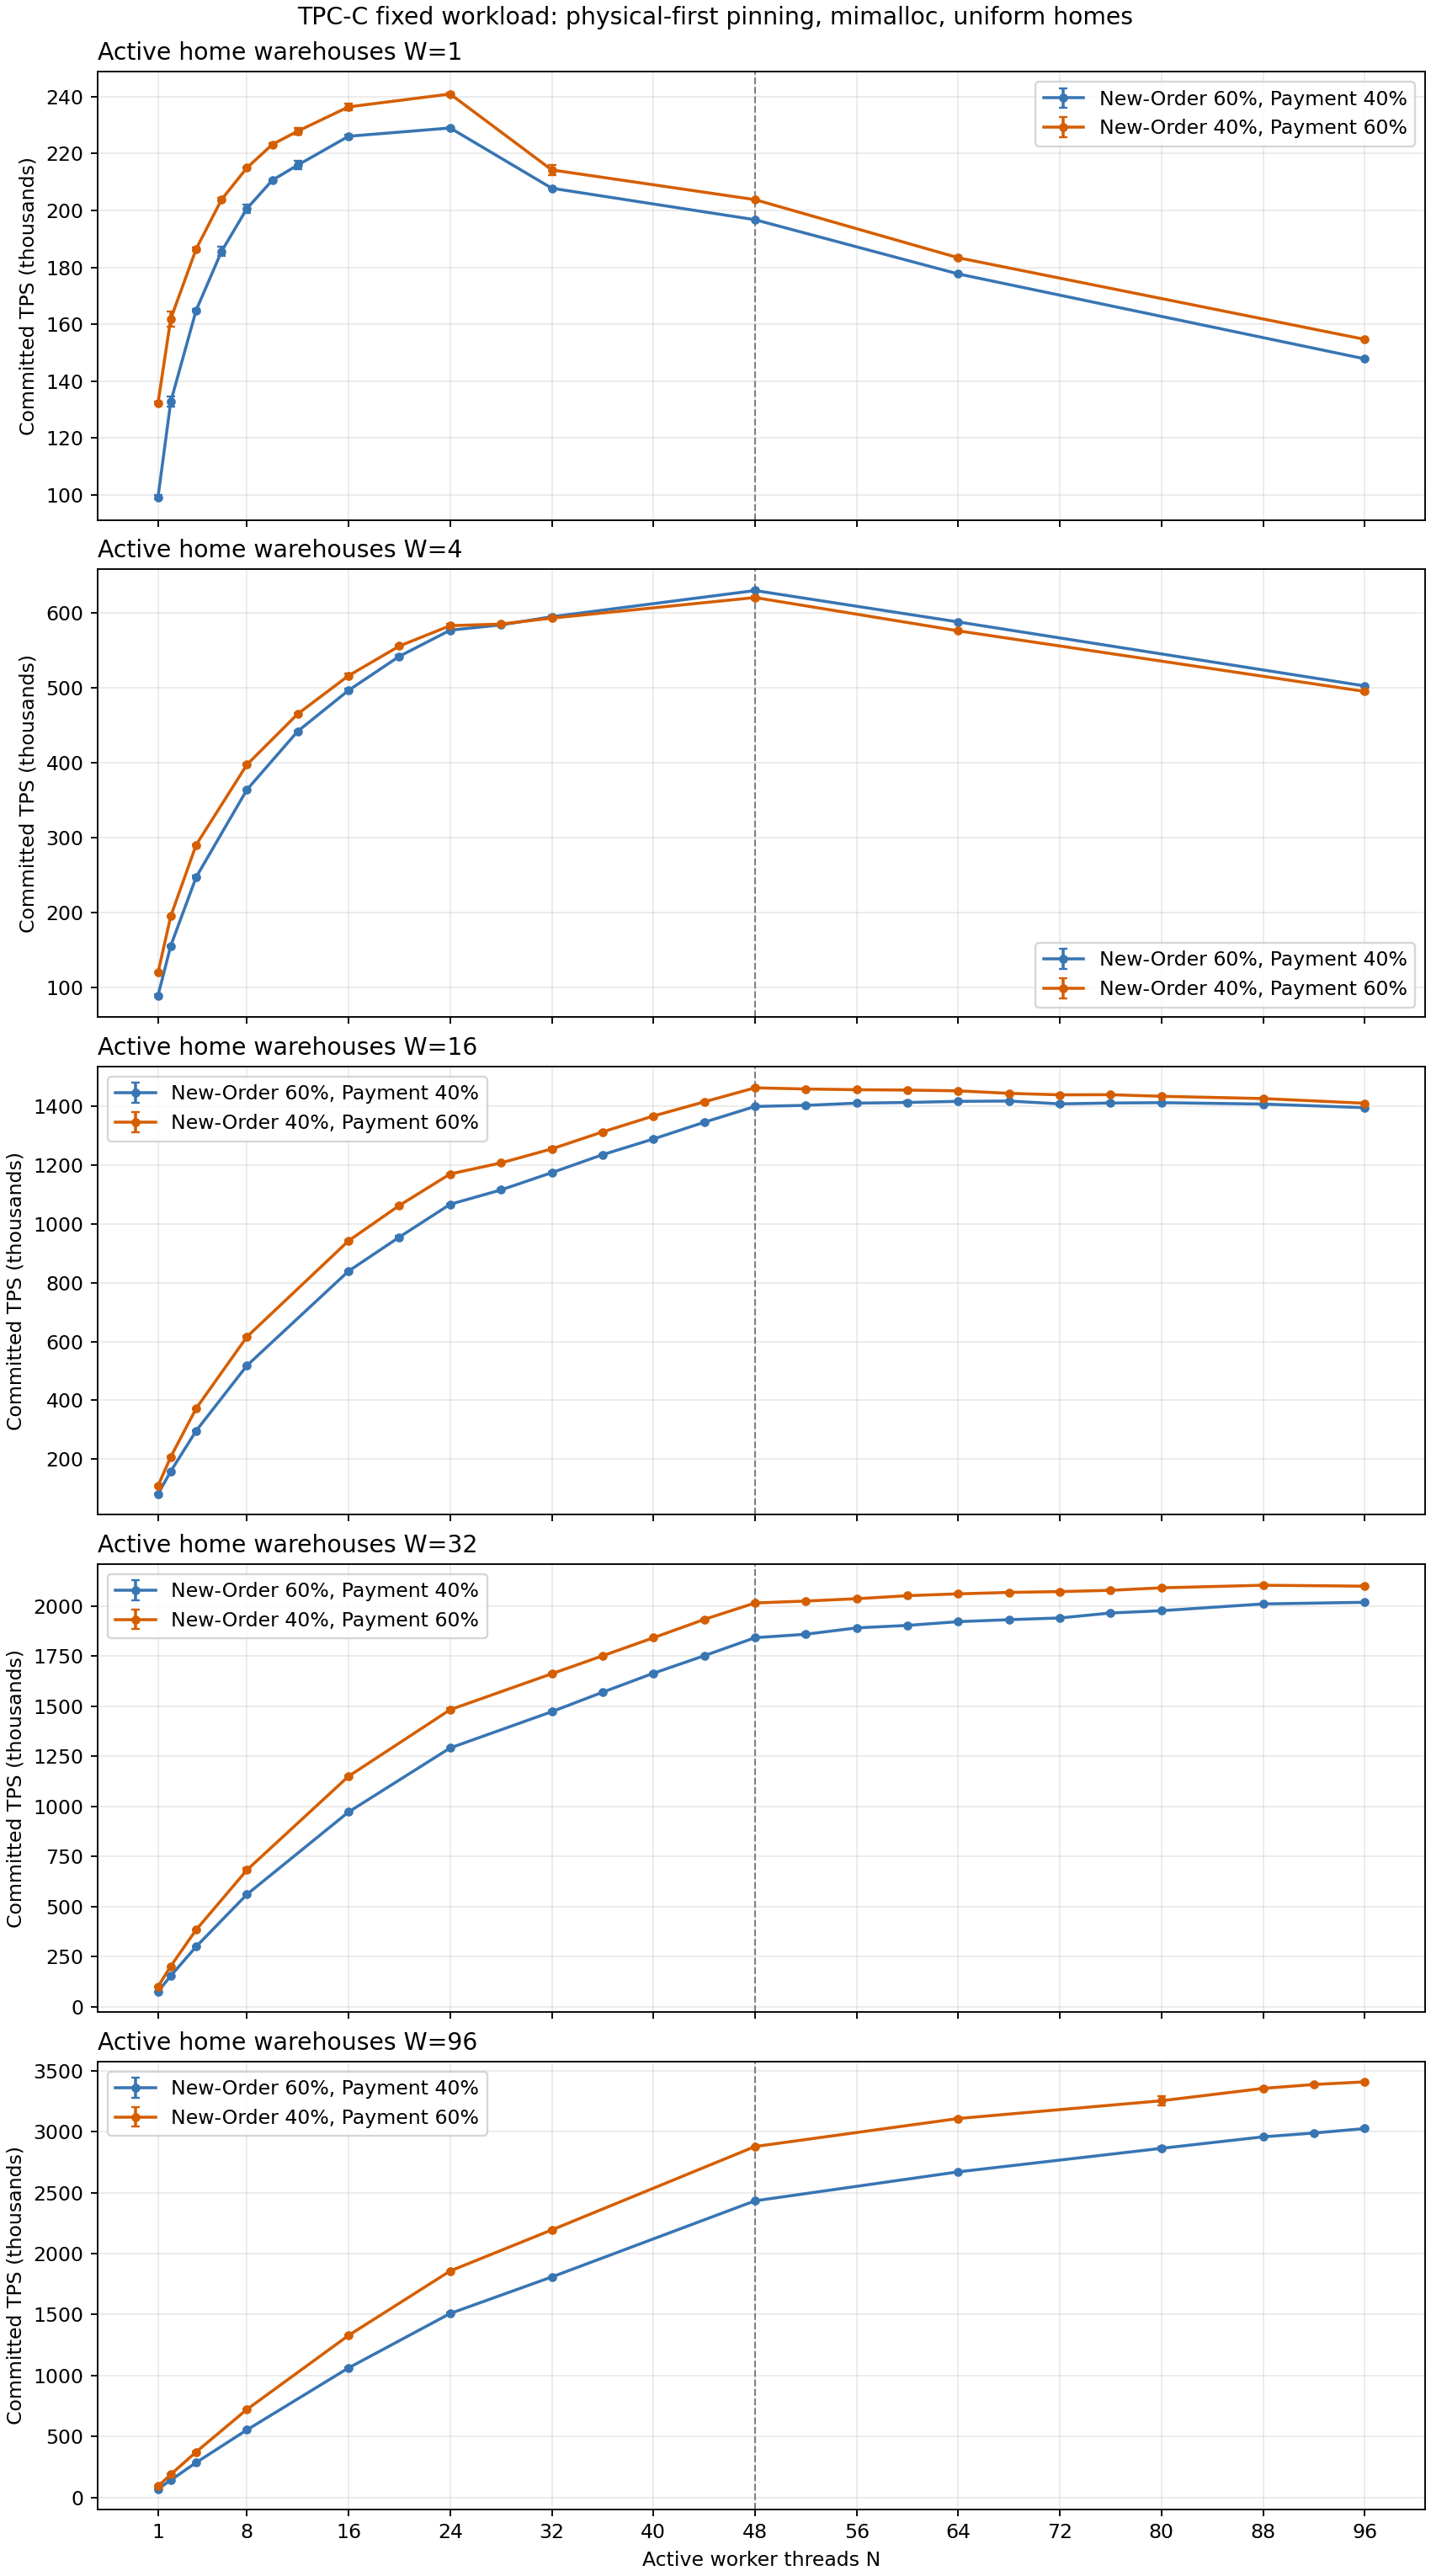 TPC-C fixed workload: physical-first pinning, mimalloc, uniform homes
Active home warehouses W=1
240
220
200
180
160
140
120
100
Committed TPS (thousands)
New-Order 60%, Payment 40%
New-Order 40%, Payment 60%
Active home warehouses W=4
600
500
400
300
200
100
Committed TPS (thousands)
New-Order 60%, Payment 40%
New-Order 40%, Payment 60%
Active home warehouses W=16
1400
1200
1000
800
600
400
200
Committed TPS (thousands)
New-Order 60%, Payment 40%
New-Order 40%, Payment 60%
Active home warehouses W=32
2000
1750
1500
1250
1000
750
500
250
0
Committed TPS (thousands)
New-Order 60%, Payment 40%
New-Order 40%, Payment 60%
Active home warehouses W=96
3500
3000
2500
2000
1500
1000
500
0
Committed TPS (thousands)
New-Order 60%, Payment 40%
New-Order 40%, Payment 60%
1 8 16 24 32 40 48 56 64 72 80 88 96
Active worker threads N